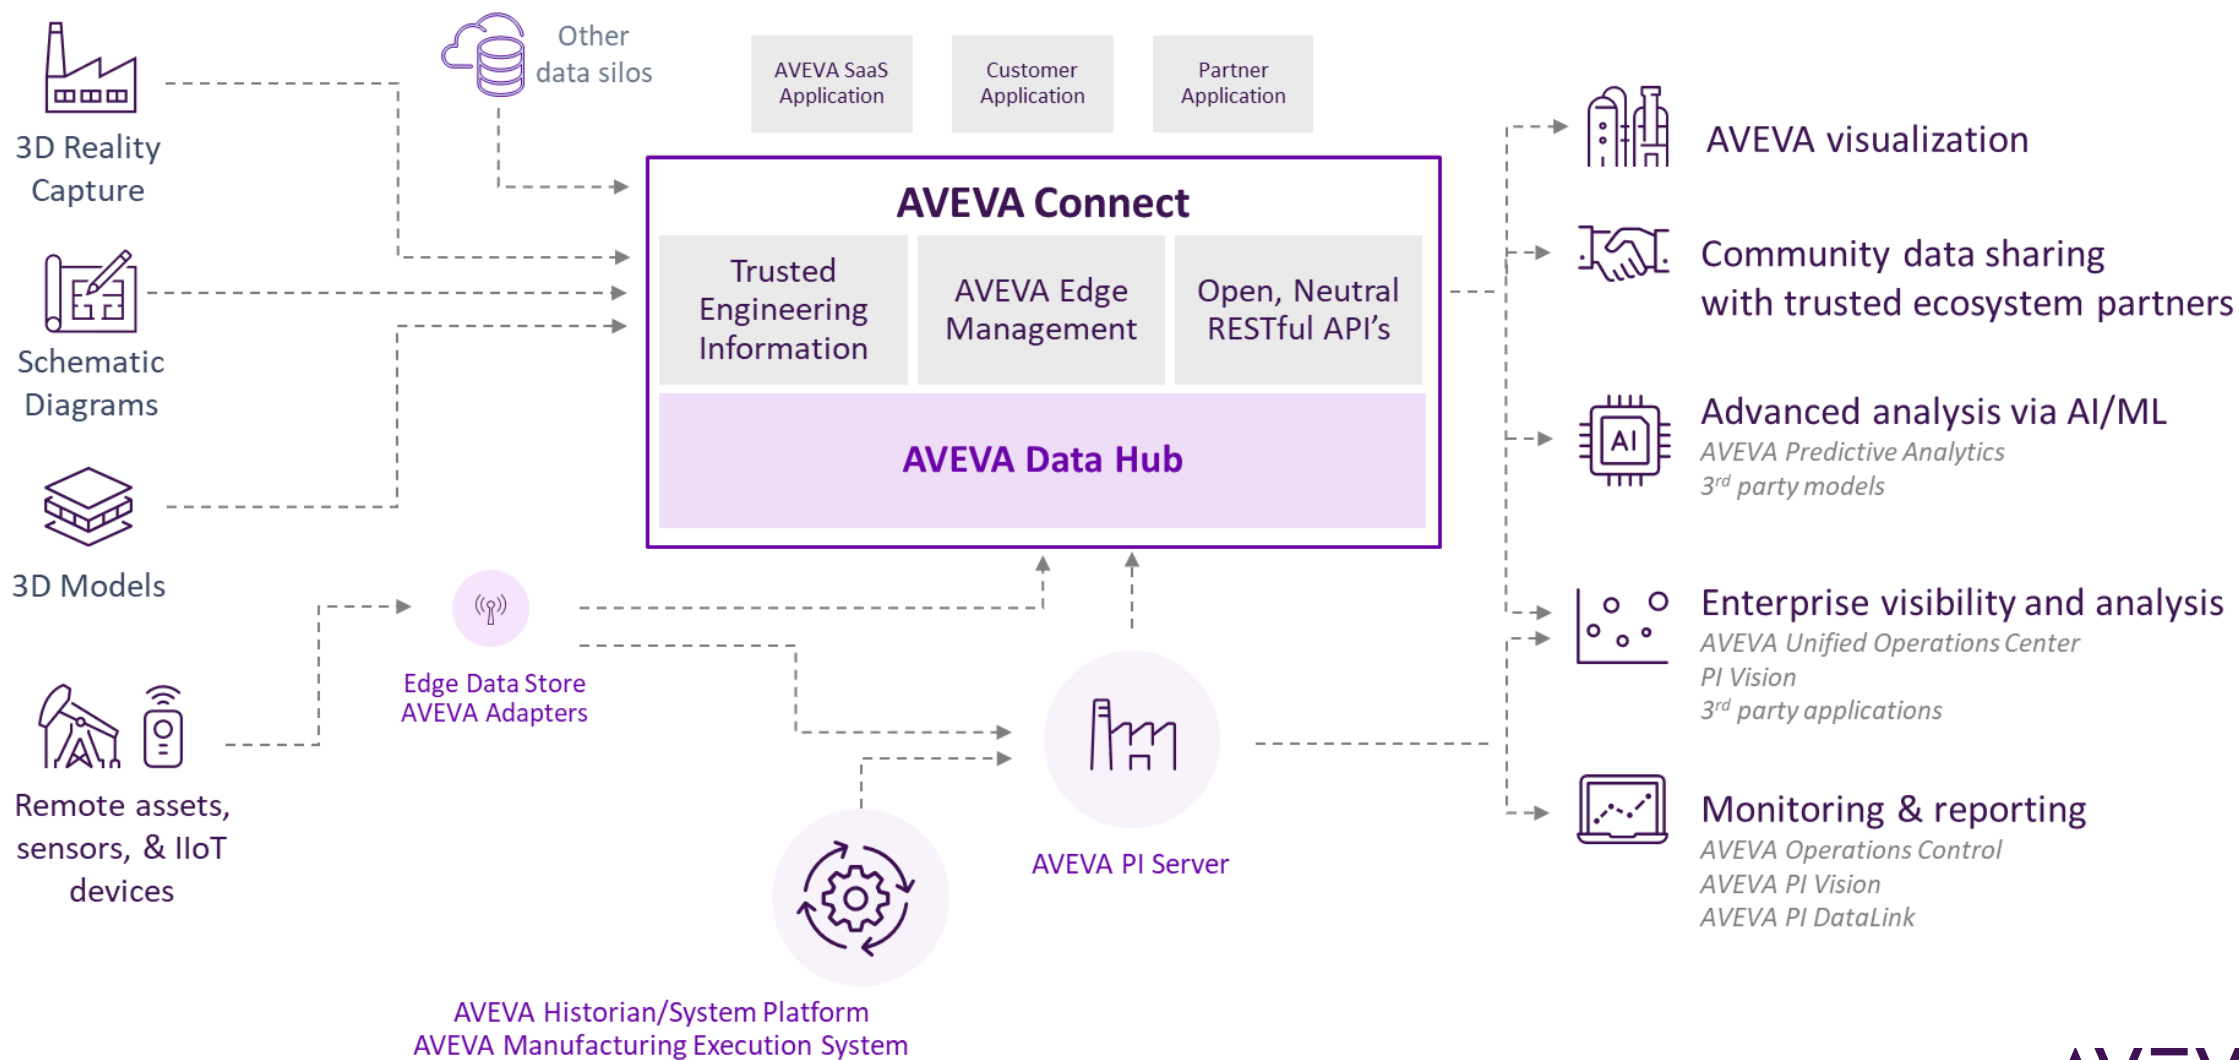 Other
data silos
AVEVA SaaS
Application
Customer
Application
Partner
Application
3D Reality
Capture
Schematic
Diagrams
3D Models
Remote assets,
sensors, & IIoT
devices
AVEVA Connect
Trusted
Engineering
Information
AVEVA Edge
Management
Open, Neutral
RESTful API’s
AVEVA Data Hub
Edge Data Store
AVEVA Adapters
AVEVA PI Server
AVEVA Historian/System Platform
AVEVA Manufacturing Execution System
AVEVA visualization
Community data sharing
with trusted ecosystem partners
AI
Advanced analysis via AI/ML
AVEVA Predictive Analytics
3rd party models
Enterprise visibility and analysis
AVEVA Unified Operations Center
PI Vision
3rd party applications
Monitoring & reporting
AVEVA Operations Control
AVEVA PI Vision
AVEVA PI DataLink